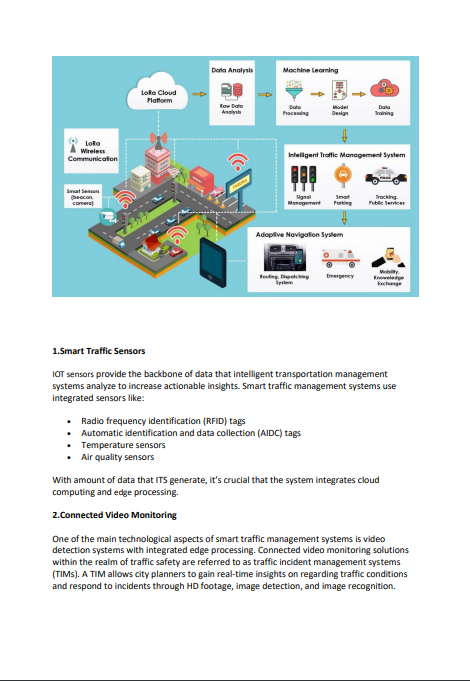 Data Analysis
Machine Learning
LoRa Cloud
Platform
Raw Data
Analysis
Data
Processing
Model
Design
Data
Training
LoRa
Wireless
Communication
Intelligent Traffic Management System
Smart Sensors
(beacon,
camera)
Signal
Management
Smart
Parking
Tracking,
Public Services
Adaptive Navigation System
Routing, Dispatching
System
Emergency
Mobility,
Knoweledge
Exchange
1.Smart Traffic Sensors
IOT sensors provide the backbone of data that intelligent transportation management
systems analyze to increase actionable insights. Smart traffic management systems use
integrated sensors like:
• Radio frequency identification (RFID) tags
• Automatic identification and data collection (AIDC) tags
• Temperature sensors
• Air quality sensors
With amount of data that ITS generate, it’s crucial that the system integrates cloud
computing and edge processing.
2.Connected Video Monitoring
One of the main technological aspects of smart traffic management systems is video
detection systems with integrated edge processing. Connected video monitoring solutions
within the realm of traffic safety are referred to as traffic incident management systems
(TIMs). A TIM allows city planners to gain real-time insights on regarding traffic conditions
and respond to incidents through HD footage, image detection, and image recognition.